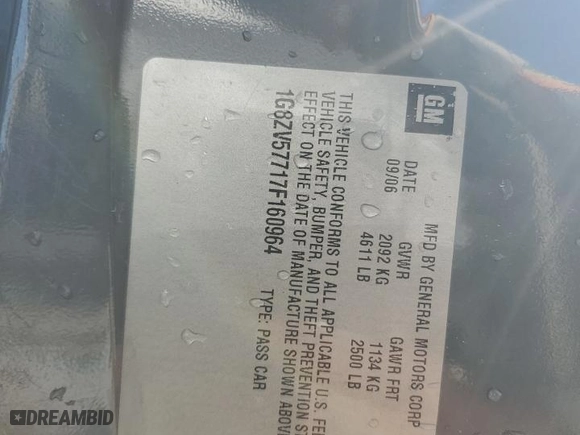 GM
MFD BY GENERAL MOTORS CORP
DATE GVWR GAWR FRT
09/06 2092 KG 1134 KG
4611 LB 2500 LB
THIS VEHICLE CONFORMS TO ALL APPLICABLE U.S. FE
VEHICLE SAFETY, BUMPER, AND THEFT PREVENTION S
EFFECT ON THE DATE OF MANUFACTURE SHOWN ABOV
1G8ZV57717F160964 TYPE: PASS CAR
DREAMBID